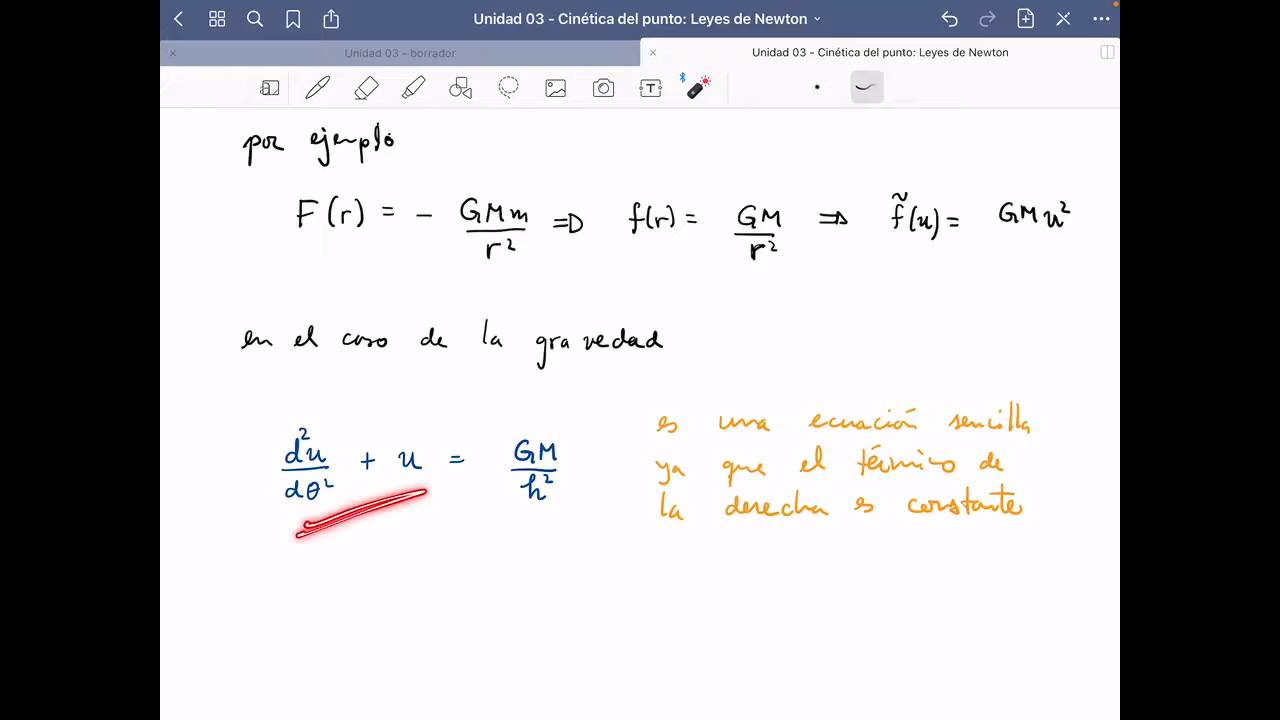 Unidad 03 - Cinética del punto: Leyes de Newton
Unidad 03 - borrador
Unidad 03 - Cinética del punto: Leyes de Newton
por ejemplo
F(r) = - GMm/r² ⇒ f(r) = GM/r² ⇒ f̃(u) = GMu²
en el caso de la gravedad
d²u/dθ² + u = GM/h²
es una ecuación sencilla
ya que el término de
la derecha es constante